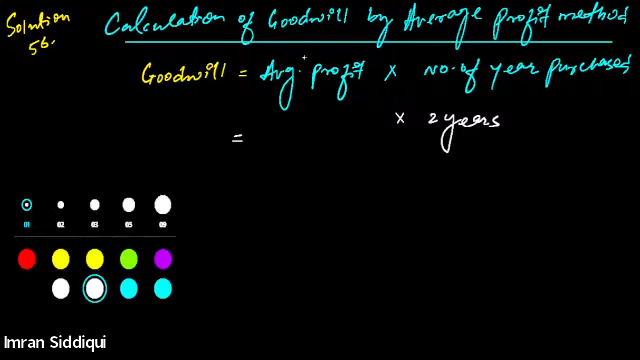 Solution Calculation of Goodwill by Average profit method
56.
Goodwill = Avg. profit × No. of year purchased
= × 2 years
01 02 03 05 09
Imran Siddiqui